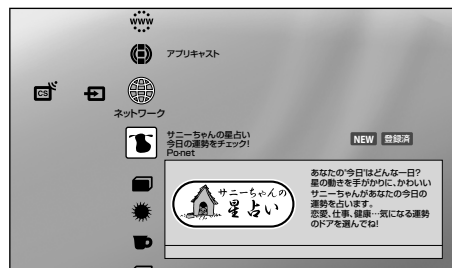 www
アプリキャスト
CS
ネットワーク
サニーちゃんの星占い
今日の運勢をチェック!
Po-net
NEW 登録済
サニーちゃんの
星占い
あなたの'今日'はどんな一日?
星の動きを手がかりに、かわいい
サニーちゃんがあなたの今日の
運勢を占います。
恋愛、仕事、健康…気になる運勢
のドアを選んでね!